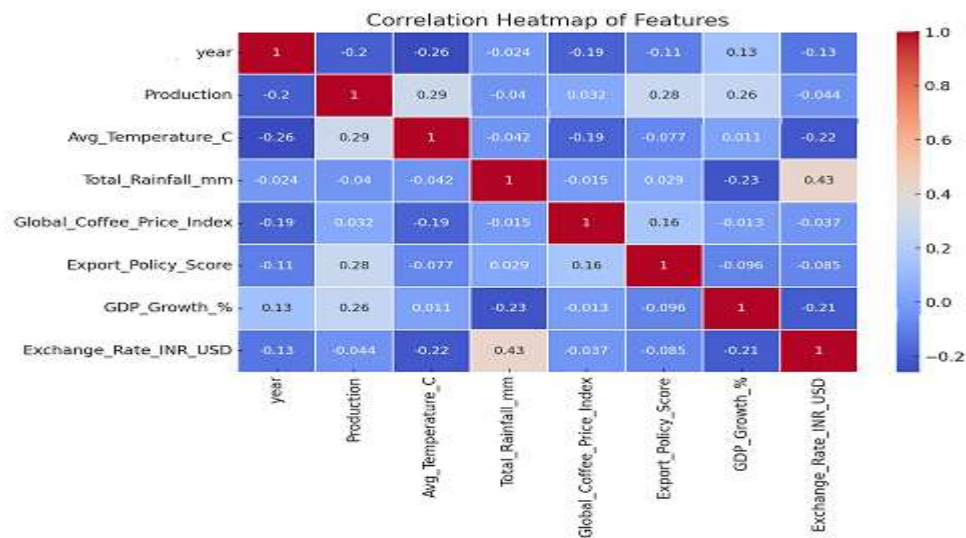 Correlation Heatmap of Features
year 1 -0.2 -0.26 -0.024 -0.19 -0.11 0.13 -0.13
Production -0.2 1 0.29 -0.04 0.032 0.28 0.26 -0.044
Avg_Temperature_C -0.26 0.29 1 -0.042 -0.19 -0.077 0.011 -0.22
Total_Rainfall_mm -0.024 -0.04 -0.042 1 -0.015 0.029 -0.23 0.43
Global_Coffee_Price_Index -0.19 0.032 -0.19 -0.015 1 0.16 -0.013 -0.037
Export_Policy_Score -0.11 0.28 -0.077 0.029 0.16 1 -0.096 -0.085
GDP_Growth_% 0.13 0.26 0.011 -0.23 -0.013 -0.096 1 -0.21
Exchange_Rate_INR_USD -0.13 -0.044 -0.22 0.43 -0.037 -0.085 -0.21 1
year
Production
Avg_Temperature_C
Total_Rainfall_mm
Global_Coffee_Price_Index
Export_Policy_Score
GDP_Growth_%
Exchange_Rate_INR_USD
1.0
0.8
0.6
0.4
0.2
0.0
−0.2